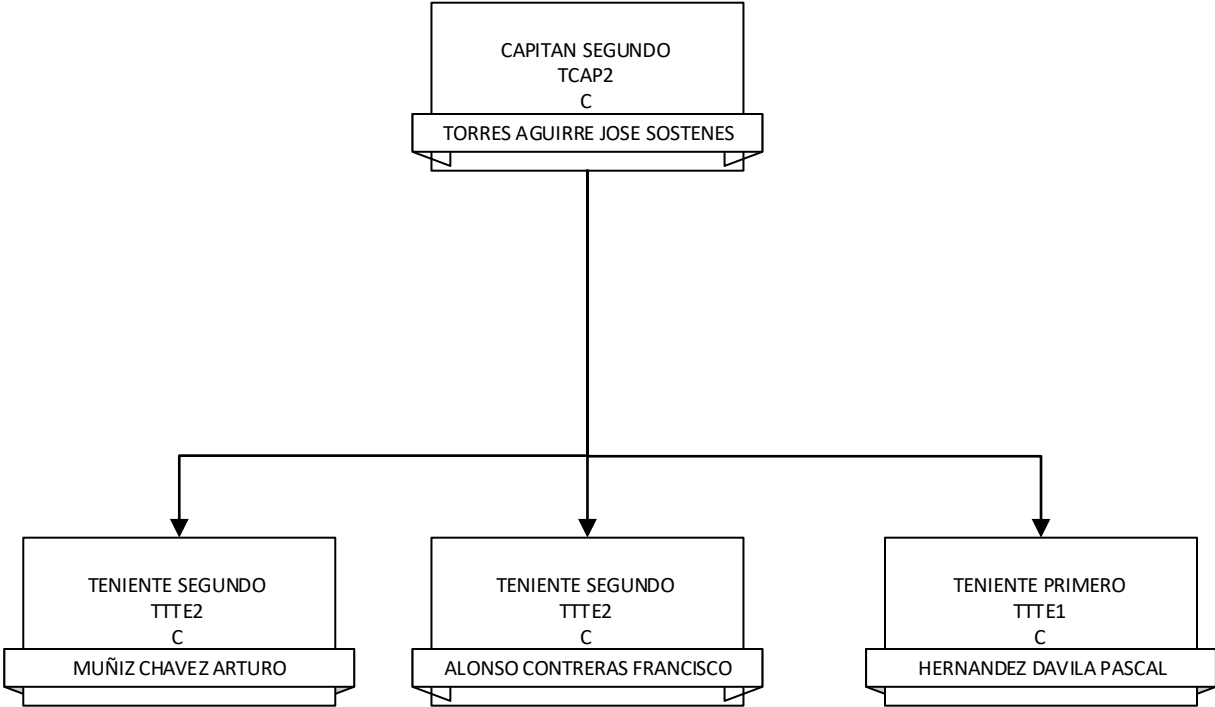 CAPITAN SEGUNDO
TCAP2
C
TORRES AGUIRRE JOSE SOSTENES
TENIENTE SEGUNDO
TTTE2
C
MUÑIZ CHAVEZ ARTURO
TENIENTE SEGUNDO
TTTE2
C
ALONSO CONTRERAS FRANCISCO
TENIENTE PRIMERO
TTTE1
C
HERNANDEZ DAVILA PASCAL